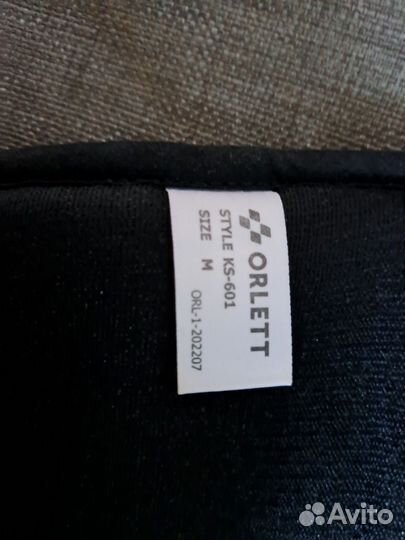 ORLETT
STYLE KS-601
SIZE M
ORL-1-202207
Avito